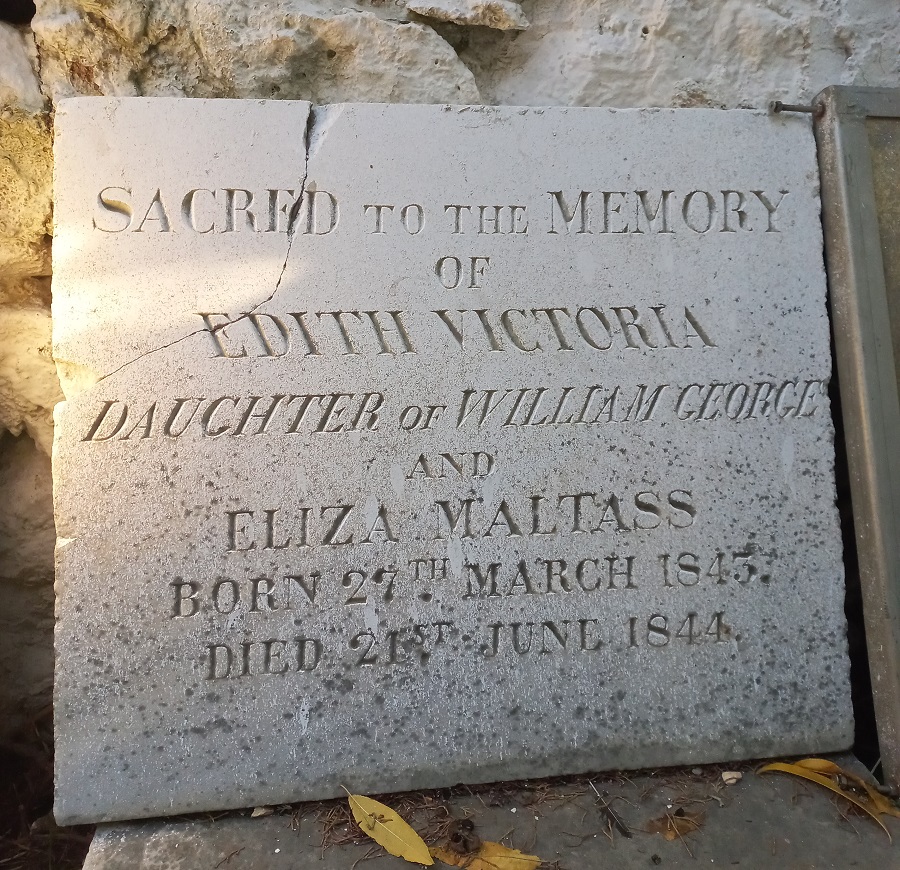 SACRED TO THE MEMORY
OF
EDITH VICTORIA
DAUGHTER OF WILLIAM GEORGE
AND
ELIZA MALTASS
BORN 27TH MARCH 1843.
DIED 21ST JUNE 1844.